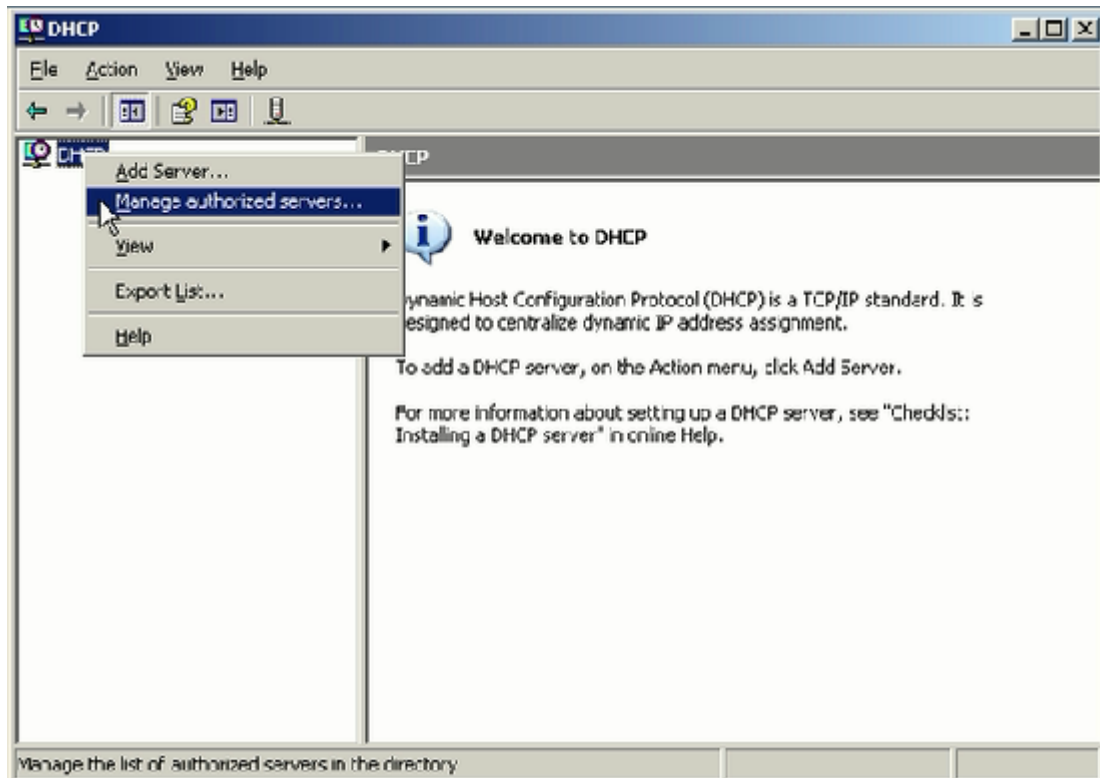 DHCP
File Action View Help
DHCP
Add Server...
Manage authorized servers...
View
Export List...
Help
Welcome to DHCP
ynamic Host Configuration Protocol (DHCP) is a TCP/IP standard. It is
esigned to centralize dynamic IP address assignment.
To add a DHCP server, on the Action menu, click Add Server.
For more information about setting up a DHCP server, see "Checklist:
Installing a DHCP server" in online Help.
Manage the list of authorized servers in the directory